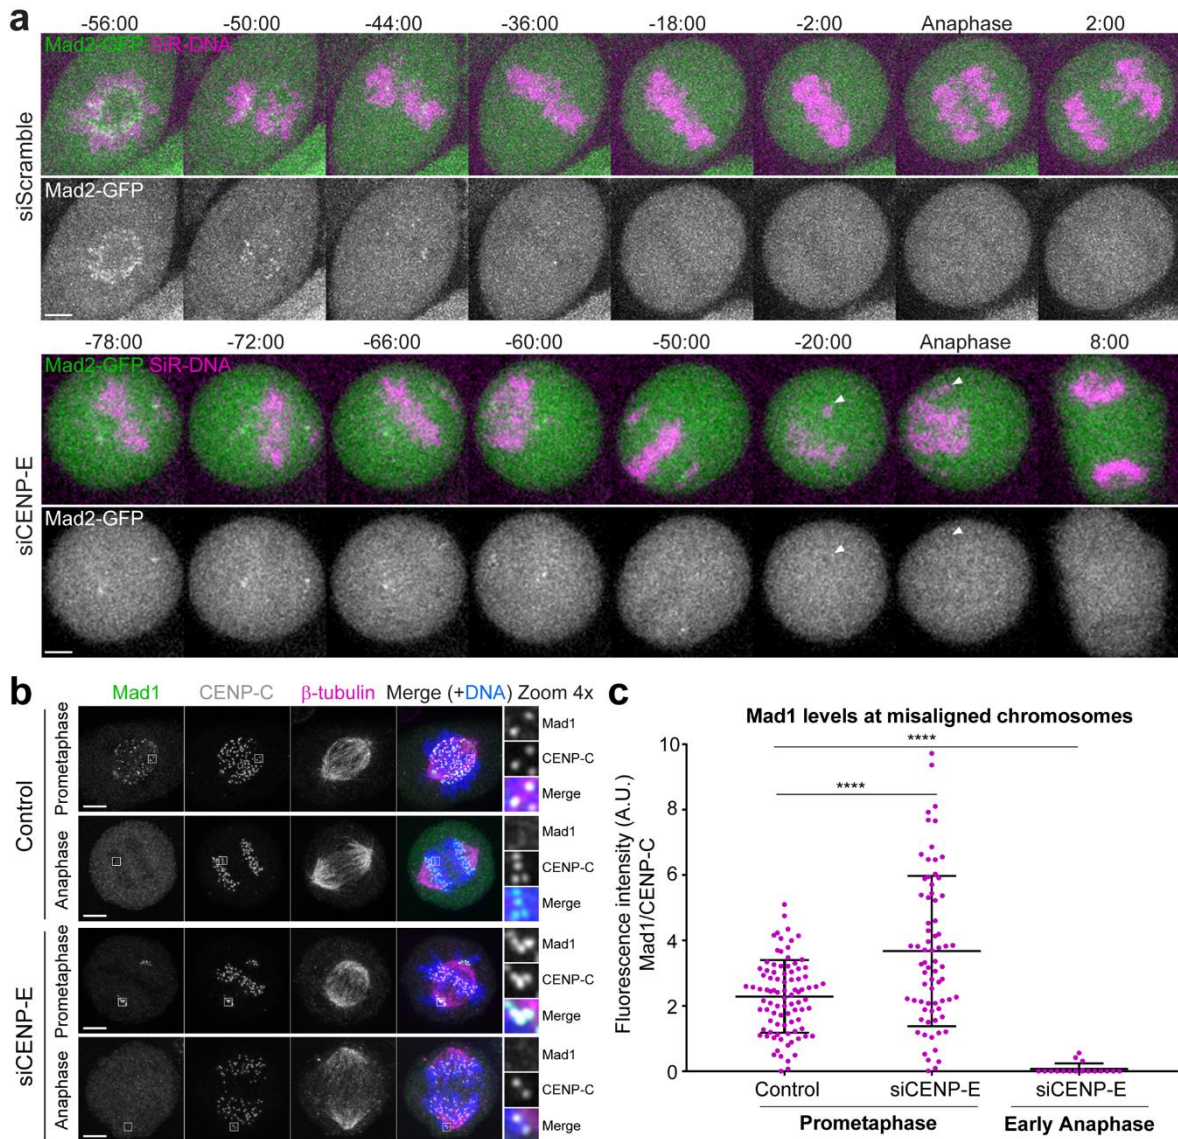 a
-56:00 -50:00 -44:00 -36:00 -18:00 -2:00 Anaphase 2:00
siScramble
Mad2-GFP SiR-DNA
Mad2-GFP
-78:00 -72:00 -66:00 -60:00 -50:00 -20:00 Anaphase 8:00
siCENP-E
Mad2-GFP SiR-DNA
Mad2-GFP
b
Mad1 CENP-C β-tubulin Merge (+DNA) Zoom 4x
Control
Prometaphase
Mad1
CENP-C
Merge
Anaphase
Mad1
CENP-C
Merge
siCENP-E
Prometaphase
Mad1
CENP-C
Merge
Anaphase
Mad1
CENP-C
Merge
c
Mad1 levels at misaligned chromosomes
****
****
Fluorescence intensity (A.U.)
Mad1/CENP-C
10
8
6
4
2
0
Control siCENP-E siCENP-E
Prometaphase Early Anaphase